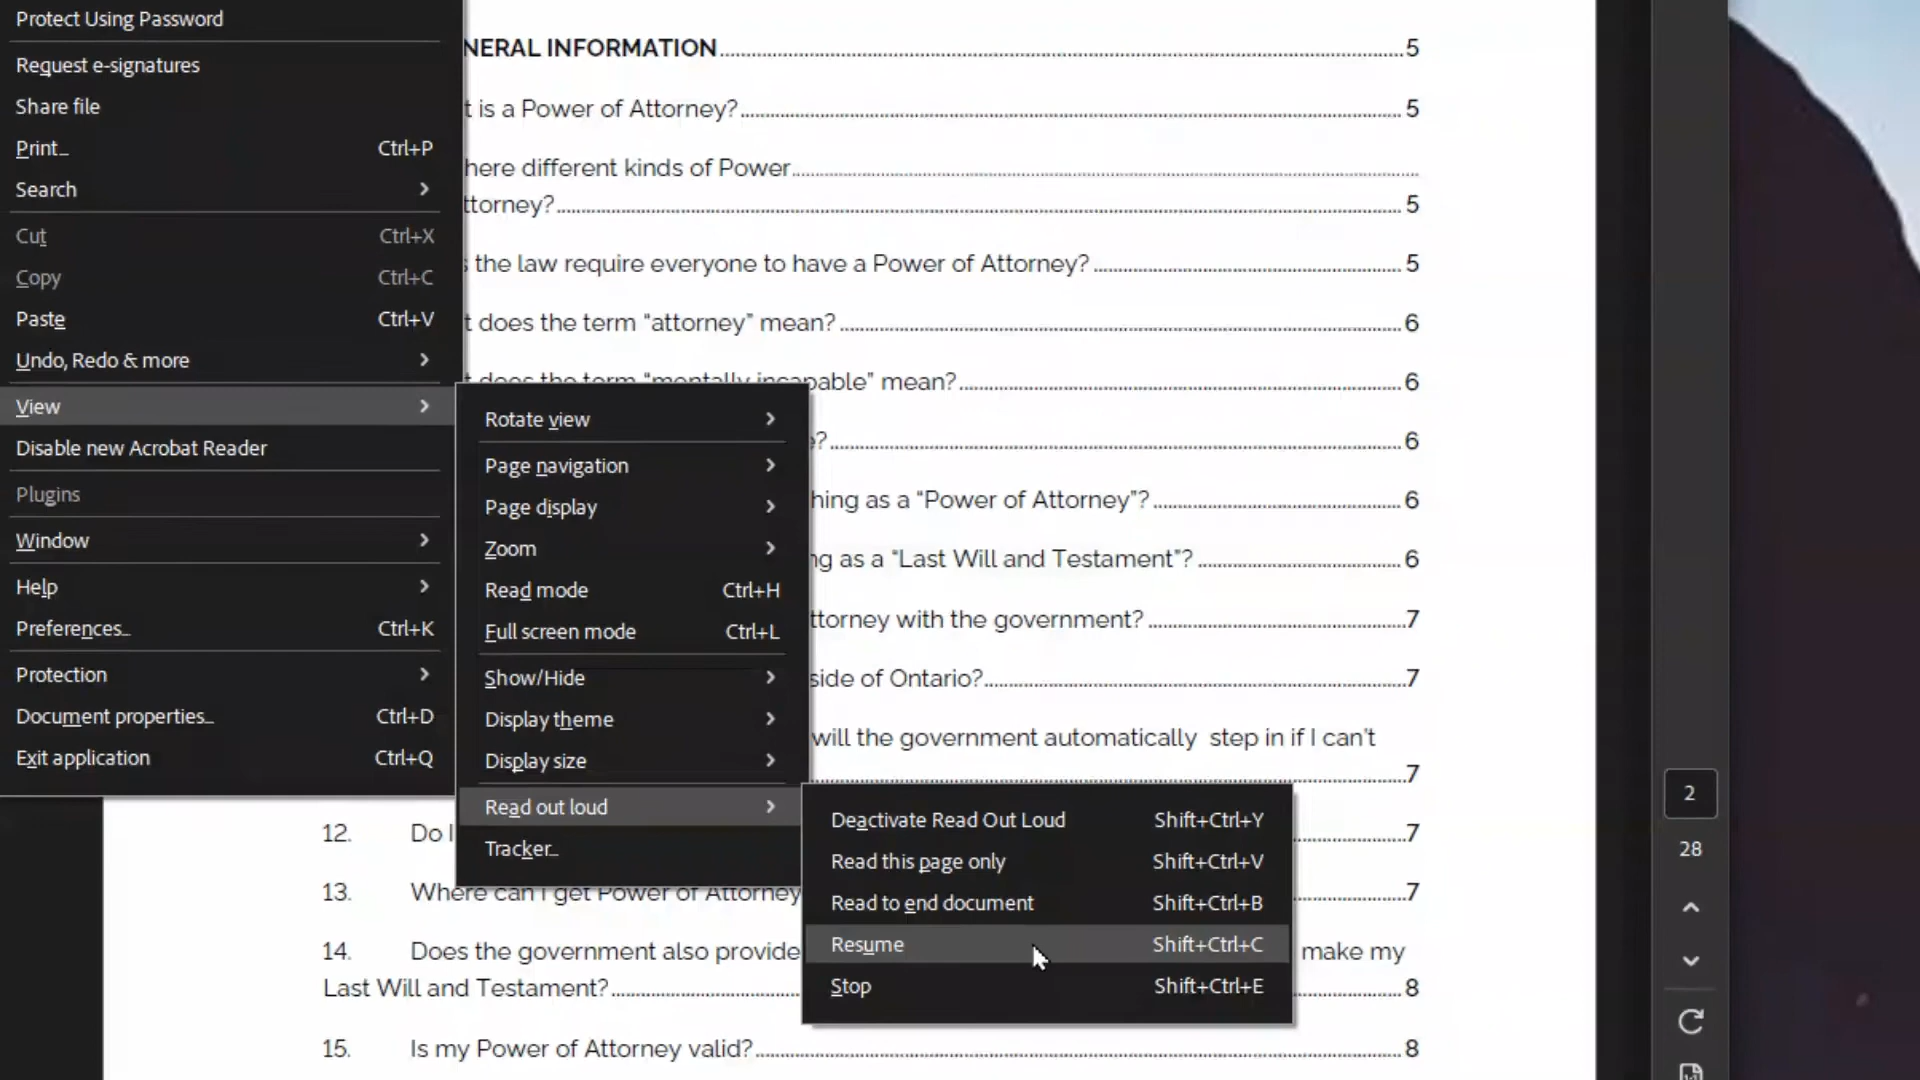 Protect Using Password
Request e-signatures
Share file
Print... Ctrl+P
Search
Cut Ctrl+X
Copy Ctrl+C
Paste Ctrl+V
Undo, Redo & more
View
Disable new Acrobat Reader
Plugins
Window
Help
Preferences... Ctrl+K
Protection
Document properties... Ctrl+D
Exit application Ctrl+Q
Rotate view
Page navigation
Page display
Zoom
Read mode Ctrl+H
Full screen mode Ctrl+L
Show/Hide
Display theme
Display size
Read out loud
Tracker...
Deactivate Read Out Loud Shift+Ctrl+Y
Read this page only Shift+Ctrl+V
Read to end document Shift+Ctrl+B
Resume Shift+Ctrl+C
Stop Shift+Ctrl+E
NERAL INFORMATION 5
t is a Power of Attorney? 5
here different kinds of Power
ttorney? 5
s the law require everyone to have a Power of Attorney? 5
t does the term “attorney” mean? 6
t does the term “mentally incapable” mean? 6
e? 6
hing as a “Power of Attorney”? 6
ng as a “Last Will and Testament”? 6
ttorney with the government? 7
side of Ontario? 7
will the government automatically step in if I can't
7
12. Do I 7
13. Where can I get Power of Attorney 7
14. Does the government also provide make my
Last Will and Testament? 8
15. Is my Power of Attorney valid? 8
2
28